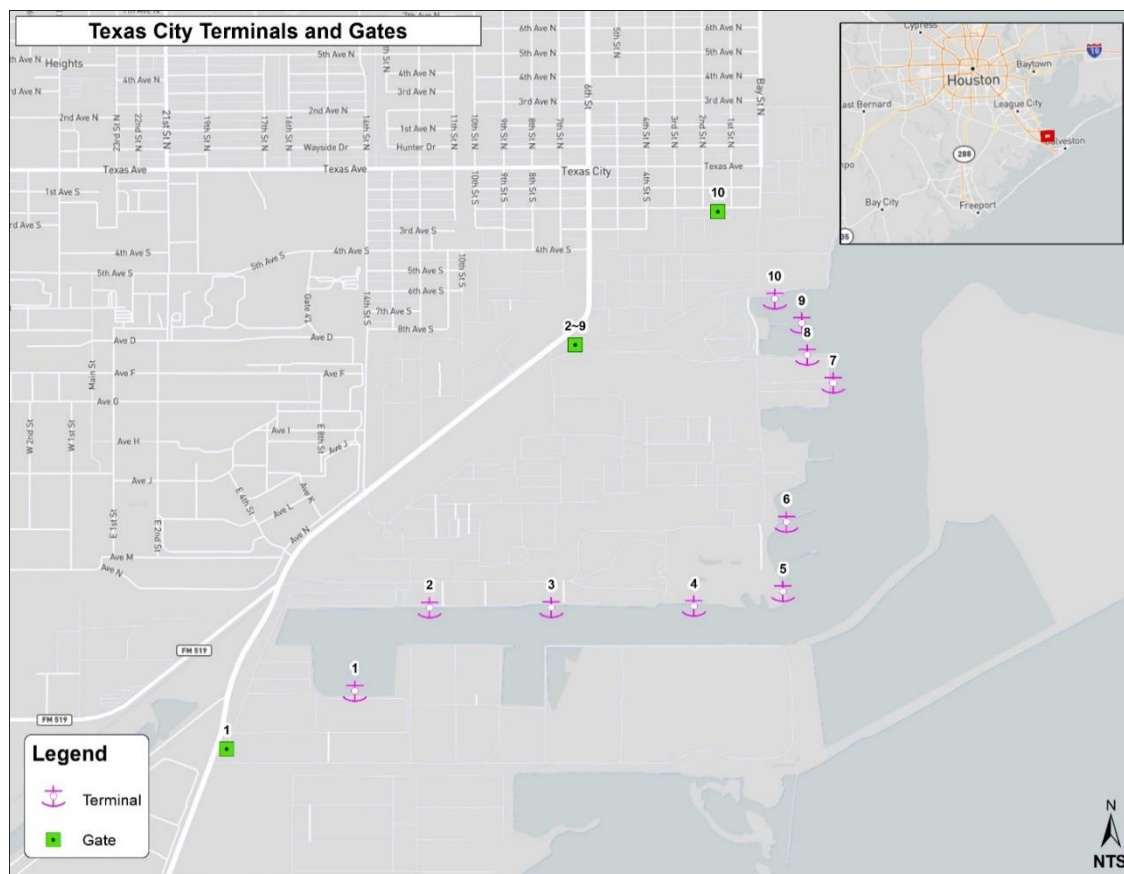 Texas City Terminals and Gates
7th Ave N
6th Ave N
6th Ave N
5th Ave N
5th Ave N
5th Ave N
4th Ave N
4th Ave N
4th Ave N
4th Ave N
3rd Ave N
3rd Ave N
3rd Ave N
2nd Ave N
2nd Ave N
1st Ave N
Heights
Wayside Dr
Hunter Dr
23rd St N
22nd St N
21st St N
19th St N
17th St N
16th St N
14th St N
11th St N
10th St N
9th St N
8th St N
7th St N
6th St
5th St N
4th St N
3rd St N
2nd St N
1st St N
Bay St N
Texas Ave
Texas Ave
Texas City
Texas Ave
1st Ave S
10th St S
9th St S
8th St S
4th St S
3rd Ave S
3rd Ave S
4th Ave S
4th Ave S
4th Ave S
5th Ave S
5th Ave S
5th Ave S
6th Ave S
7th Ave S
8th Ave S
10th St S
14th St S
Gate 47
Ave D
Ave D
Ave F
Ave F
Ave G
Ave H
Ave I
Ave J
Ave J
Ave K
Ave L
Ave M
Ave N
Ave N
Main St
W 2nd St
W 1st St
E 1st St
E 2nd St
E 4th St
E 8th St
FM 519
FM 519
10
2~9
1
10
9
8
7
6
5
4
3
2
1
Cypress
10
Baytown
Houston
League City
East Bernard
288
Galveston
Bay City
Freeport
Legend
Terminal
Gate
N
NTS